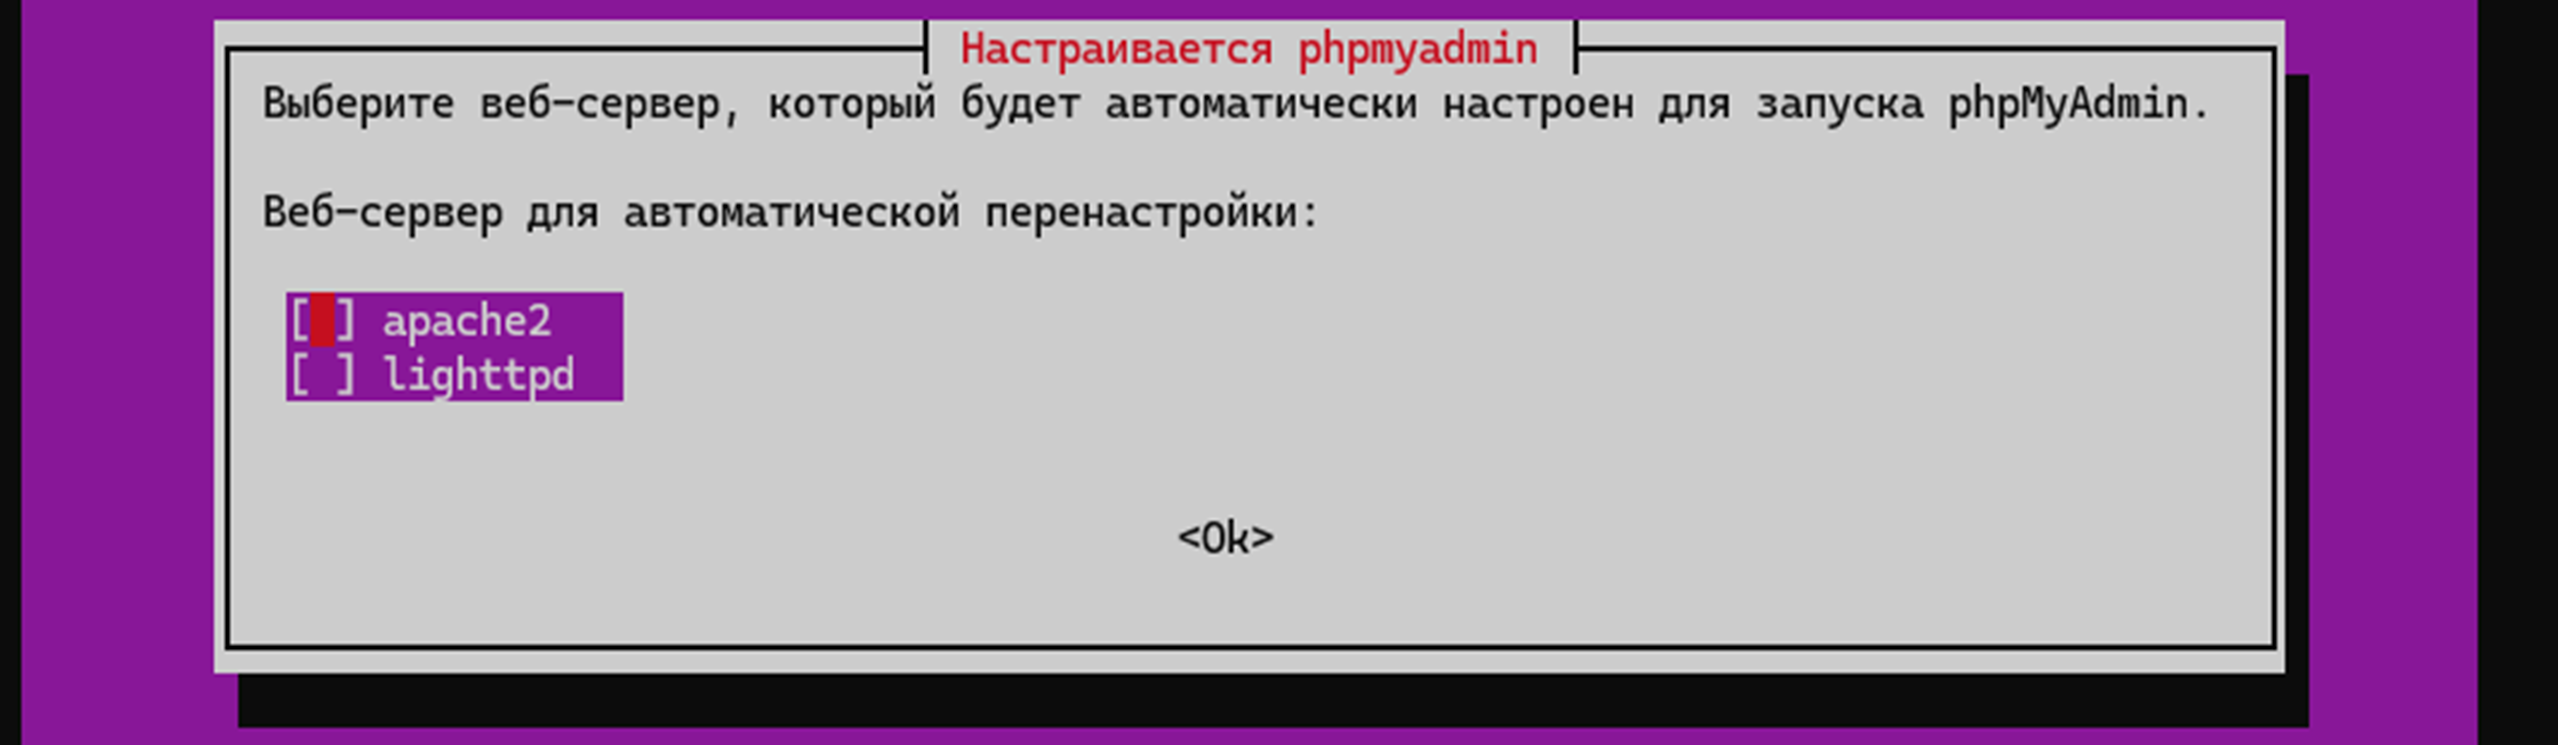 Настраивается phpmyadmin
Выберите веб-сервер, который будет автоматически настроен для запуска phpMyAdmin.
Веб-сервер для автоматической перенастройки:
[ ] apache2
[ ] lighttpd
<Ok>